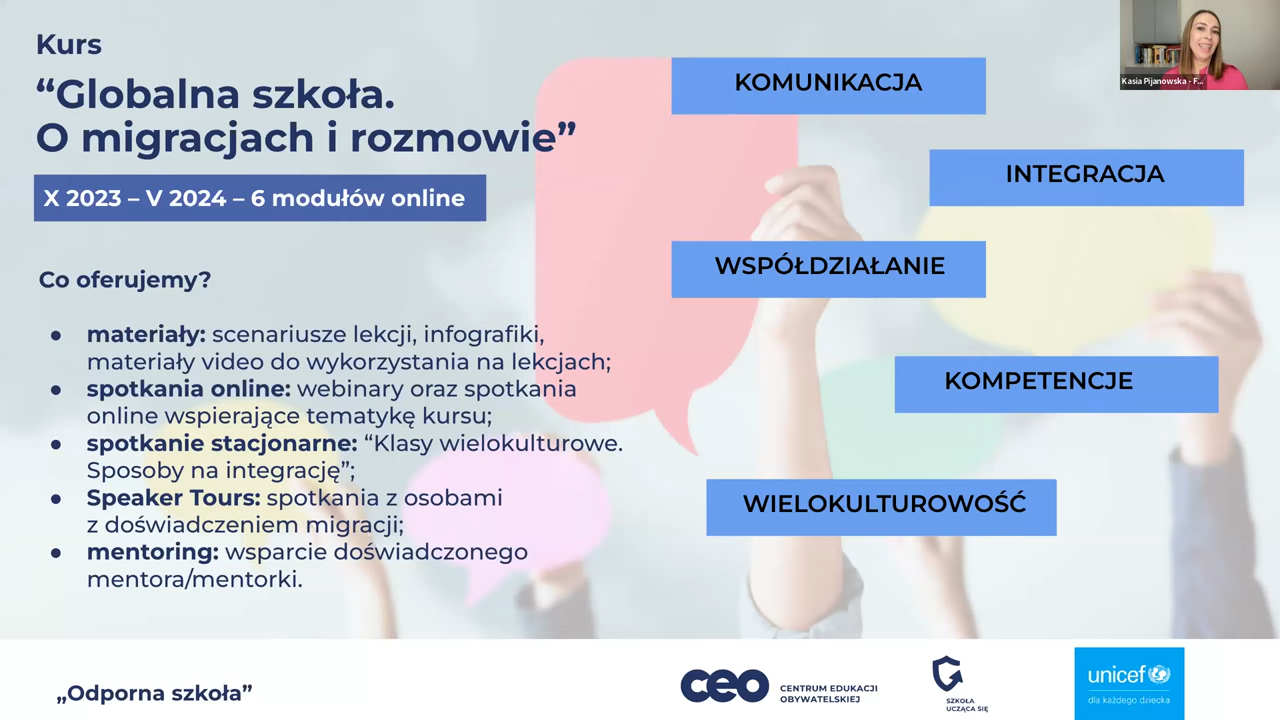 Kurs
“Globalna szkoła.
O migracjach i rozmowie”
X 2023 – V 2024 – 6 modułów online
Co oferujemy?
● materiały: scenariusze lekcji, infografiki,
materiały video do wykorzystania na lekcjach;
● spotkania online: webinary oraz spotkania
online wspierające tematykę kursu;
● spotkanie stacjonarne: “Klasy wielokulturowe.
Sposoby na integrację”;
● Speaker Tours: spotkania z osobami
z doświadczeniem migracji;
● mentoring: wsparcie doświadczonego
mentora/mentorki.
KOMUNIKACJA
INTEGRACJA
WSPÓŁDZIAŁANIE
KOMPETENCJE
WIELOKULTUROWOŚĆ
Kasia Pijanowska - F...
„Odporna szkoła”
ceo
CENTRUM EDUKACJI
OBYWATELSKIEJ
SZKOŁA
UCZĄCA SIĘ
unicef
dla każdego dziecka